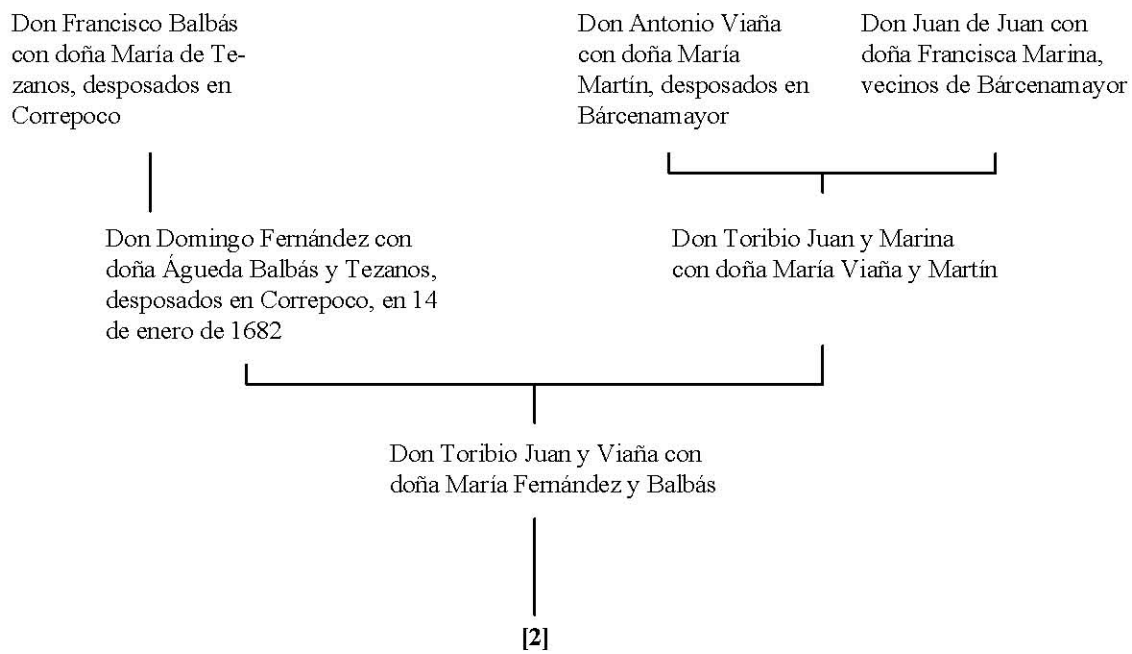 Don Francisco Balbás
con doña María de Te-
zanos, desposados en
Correpoco
Don Antonio Viaña
con doña María
Martín, desposados en
Bárcenamayor
Don Juan de Juan con
doña Francisca Marina,
vecinos de Bárcenamayor
Don Domingo Fernández con
doña Águeda Balbás y Tezanos,
desposados en Correpoco, en 14
de enero de 1682
Don Toribio Juan y Marina
con doña María Viaña y Martín
Don Toribio Juan y Viaña con
doña María Fernández y Balbás
[2]